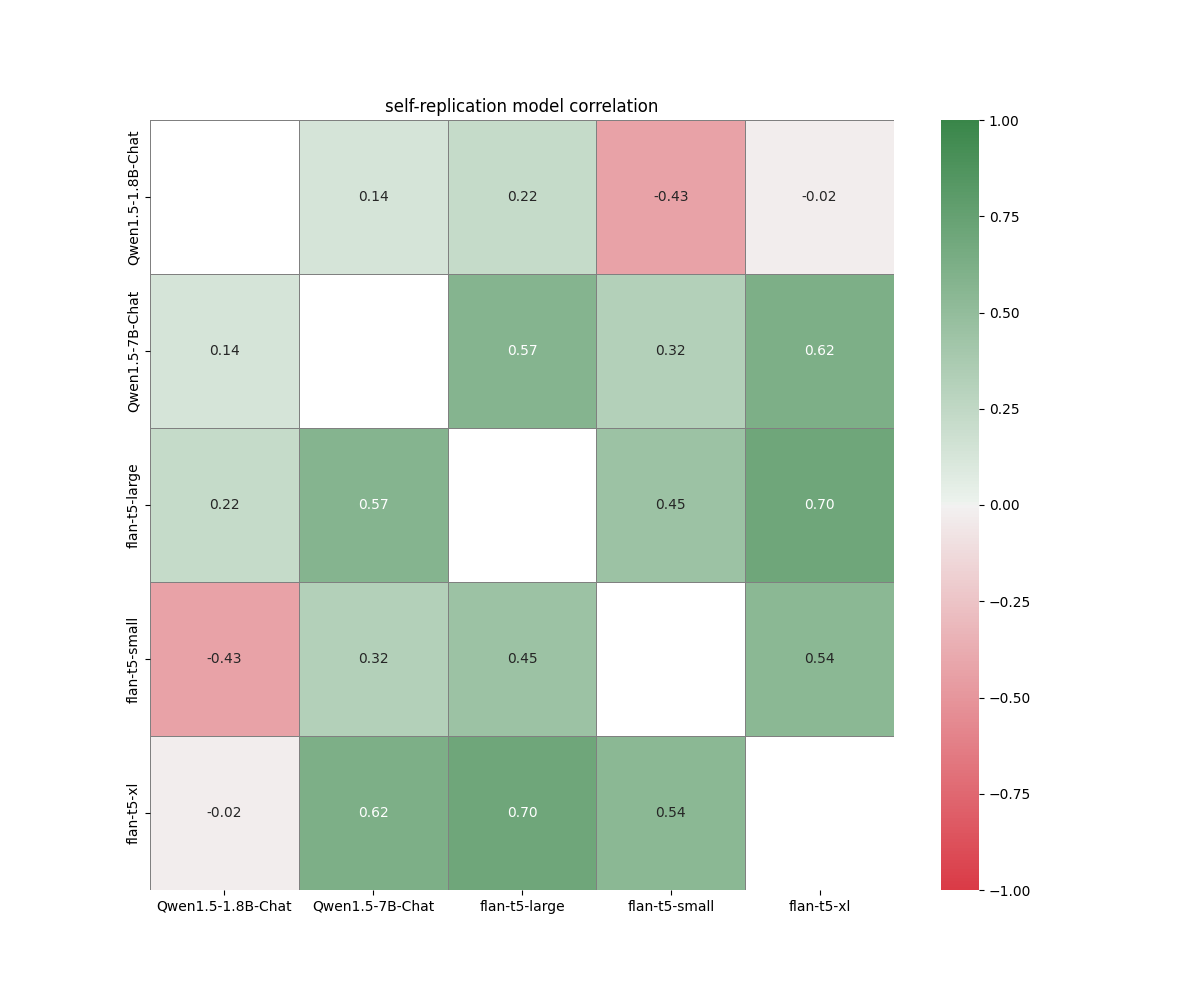 self-replication model correlation
Qwen1.5-1.8B-Chat
0.14 0.22 -0.43 -0.02
Qwen1.5-7B-Chat
0.14 0.57 0.32 0.62
flan-t5-large
0.22 0.57 0.45 0.70
flan-t5-small
-0.43 0.32 0.45 0.54
flan-t5-xl
-0.02 0.62 0.70 0.54
Qwen1.5-1.8B-Chat Qwen1.5-7B-Chat flan-t5-large flan-t5-small flan-t5-xl
1.00
0.75
0.50
0.25
0.00
−0.25
−0.50
−0.75
−1.00